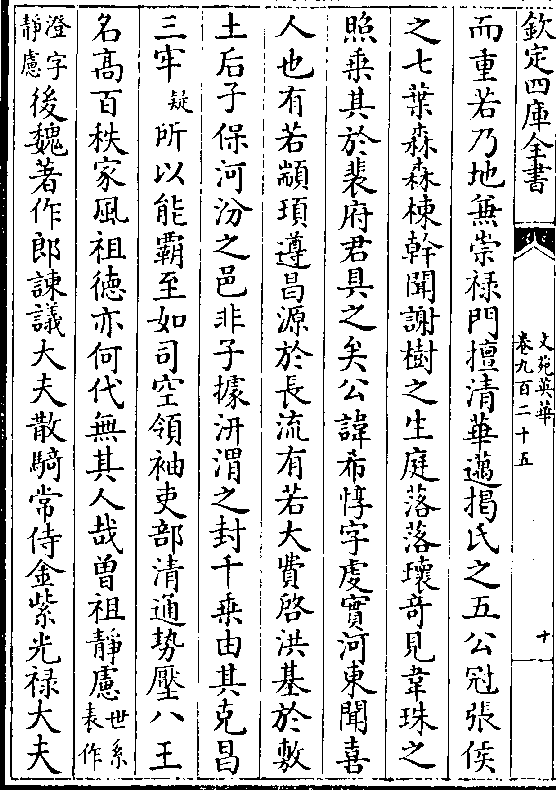 欽定四庫全書
文苑英華
卷九百二十五
十
而重若乃地無崇禄門擅清華邁揭氏之五公冠張侯
之七葉森森棟幹聞謝樹之生庭落落瓌竒見韋珠之
照乗其於裴府君具之矣公諱希惇字虔實河東聞喜
人也有若顓頊遵昌源於長流有若大費啓洪基於敷
土后子保河汾之邑非子據汧渭之封千乗由其克昌
三牢疑所以能霸至如司空領袖吏部清通勢壓八王
名髙百秩家風祖徳亦何代無其人哉曽祖靜慮世系表作
澄字靜慮後魏著作郎諫議大夫散騎常侍金紫光禄大夫